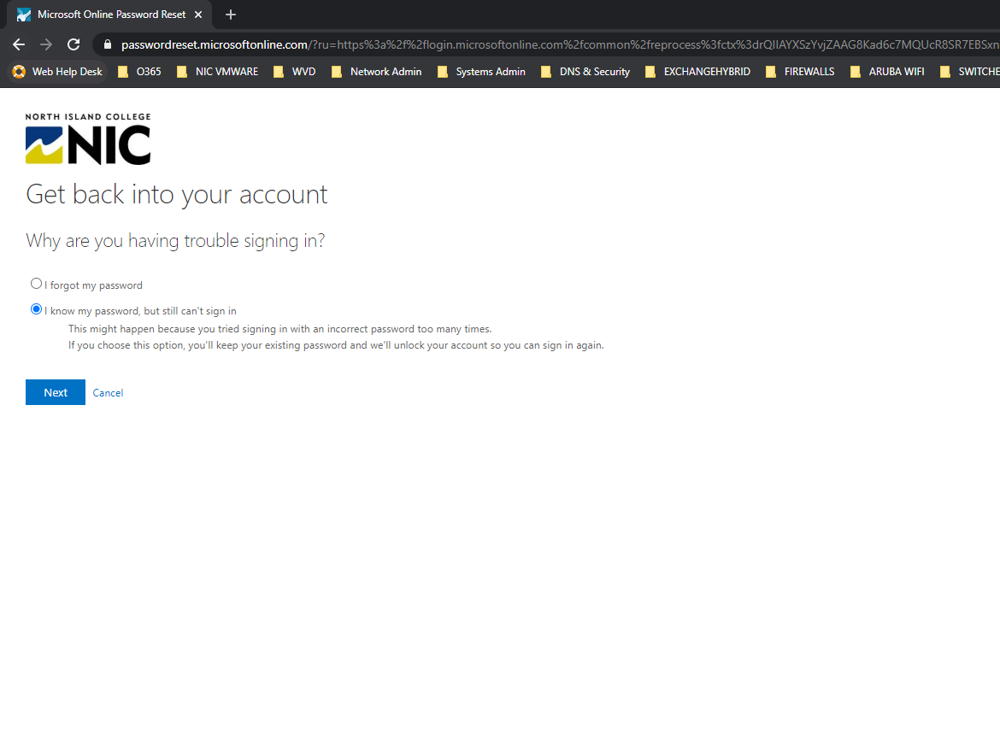 Microsoft Online Password Reset
passwordreset.microsoftonline.com/?ru=https%3a%2f%2flogin.microsoftonline.com%2fcommon%2freprocess%3fctx%3drQIIAYXSzYvjZAAG8Kad6c7MQUcR8SR7EBSxn
Web Help Desk O365 NIC VMWARE WVD Network Admin Systems Admin DNS & Security EXCHANGEHYBRID FIREWALLS ARUBA WIFI SWITCHE
NORTH ISLAND COLLEGE
NIC
Get back into your account
Why are you having trouble signing in?
I forgot my password
I know my password, but still can't sign in
This might happen because you tried signing in with an incorrect password too many times.
If you choose this option, you'll keep your existing password and we'll unlock your account so you can sign in again.
Next Cancel